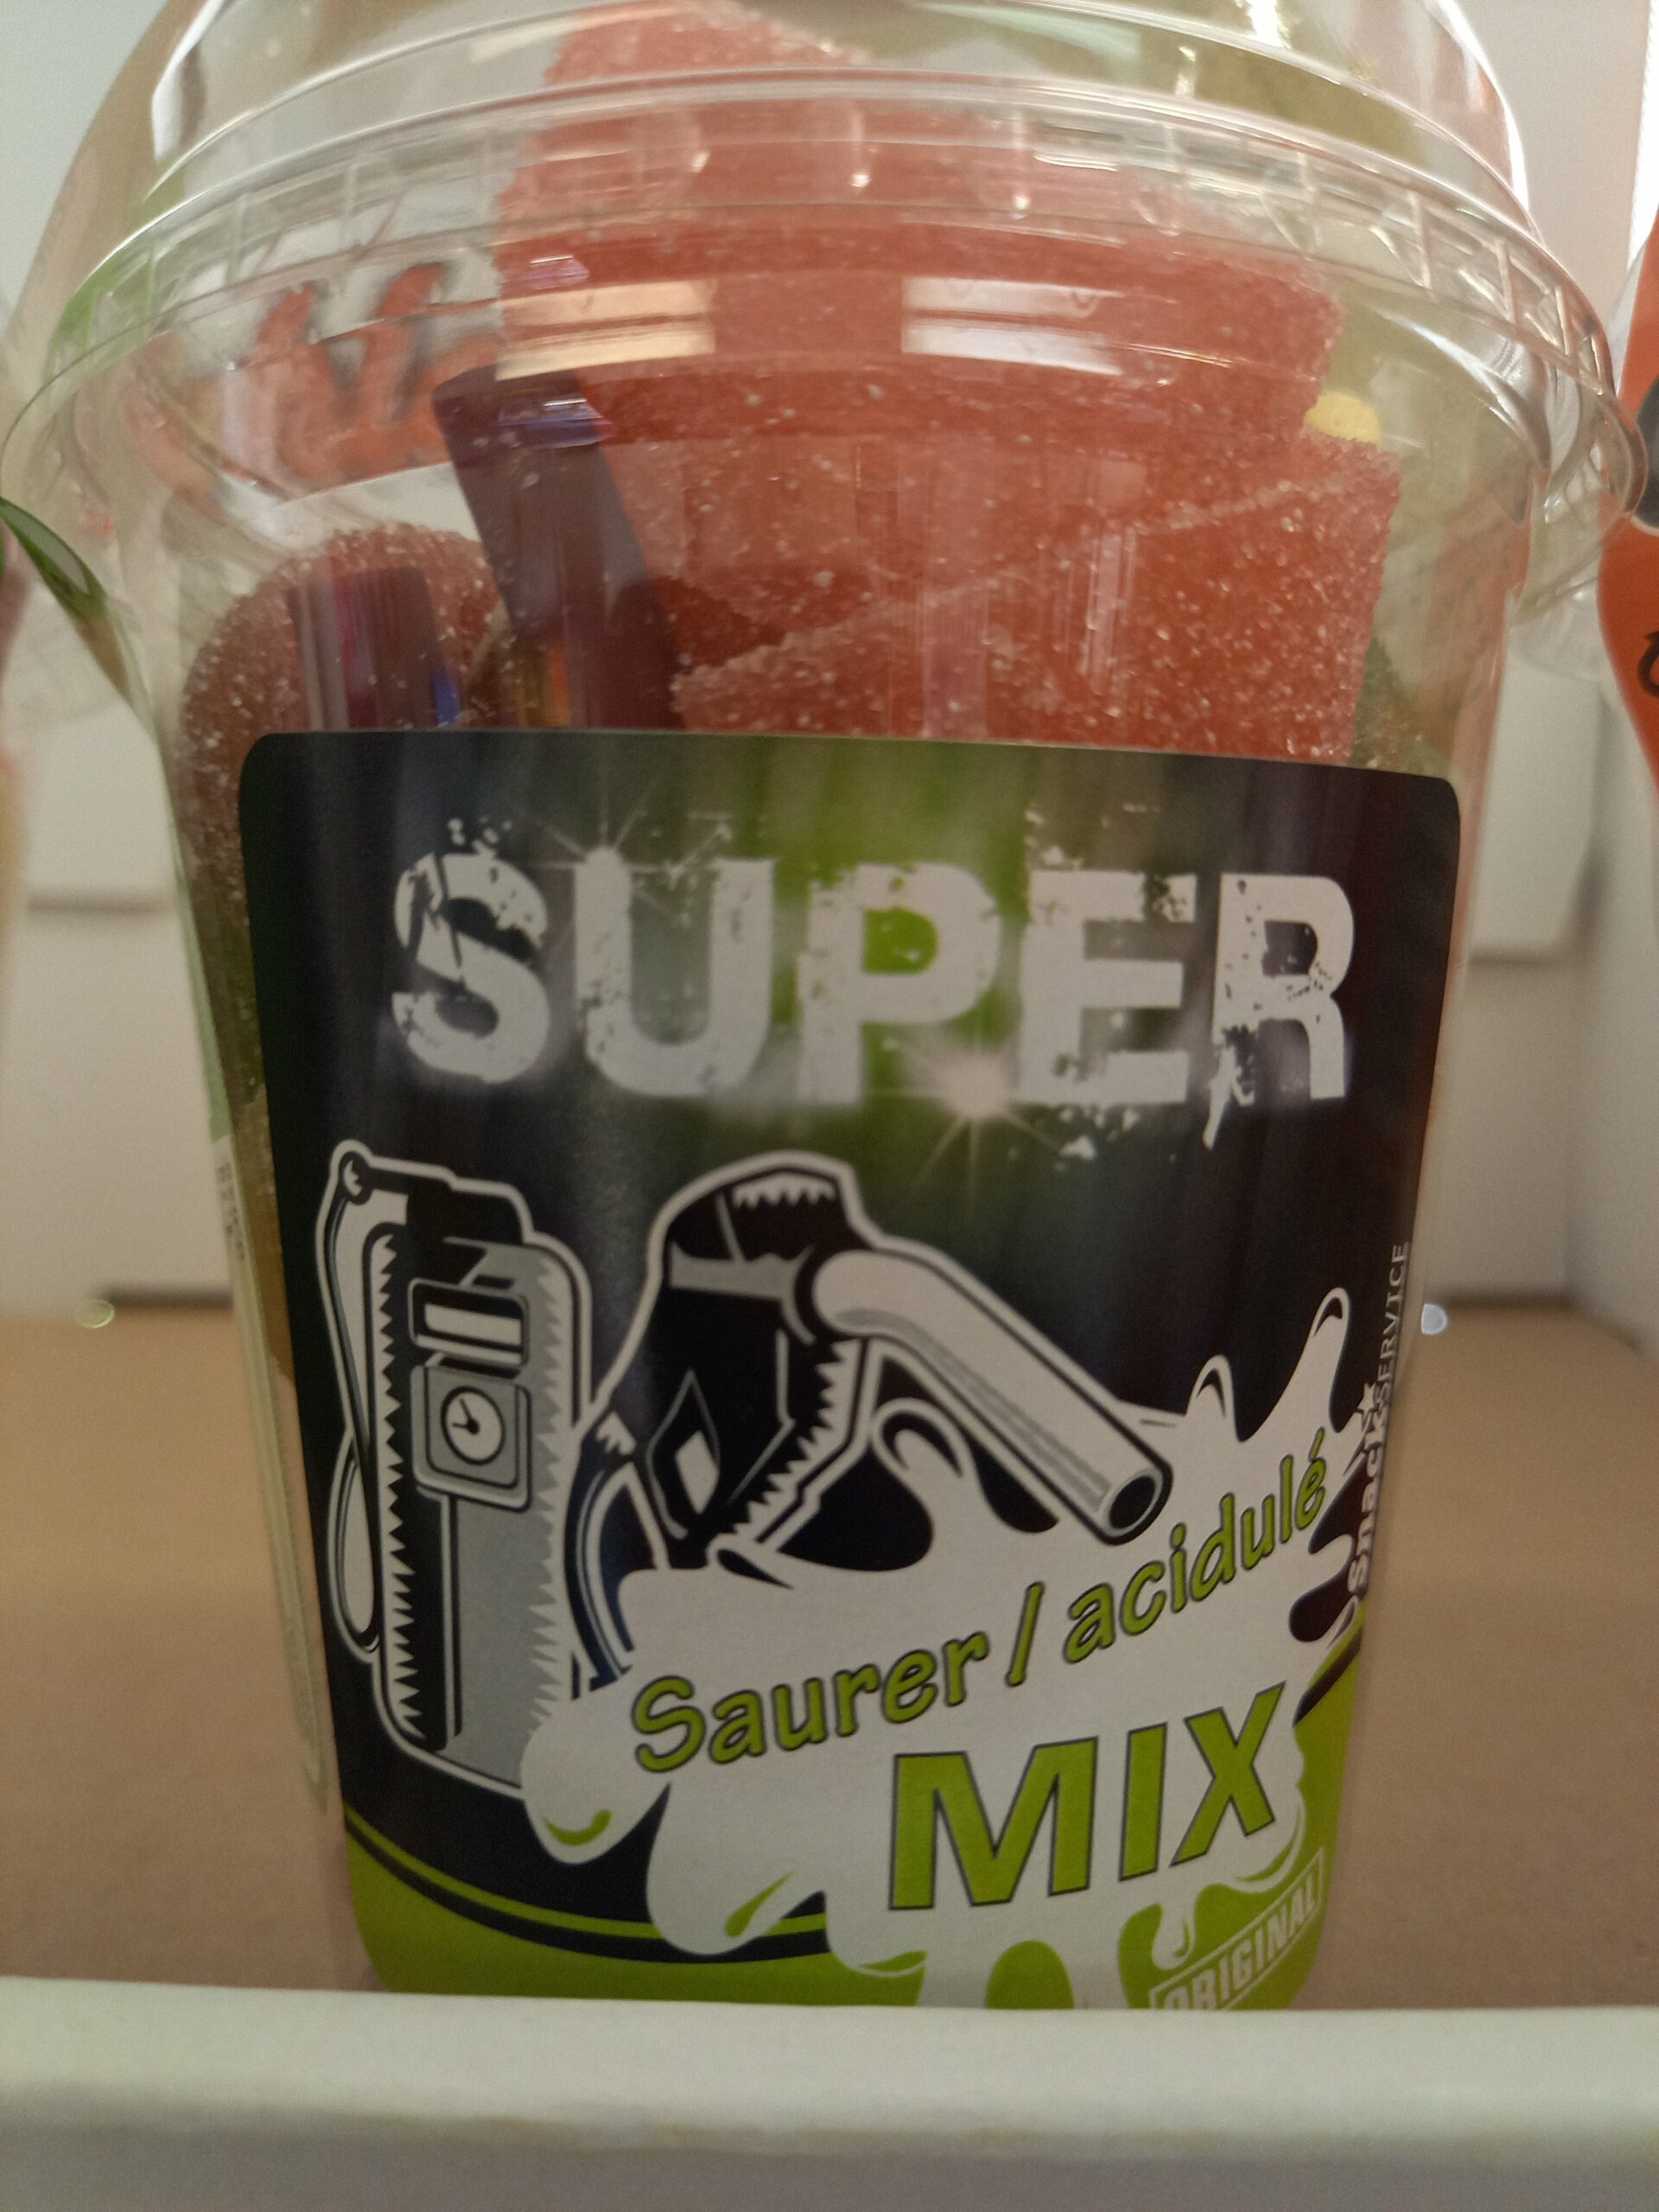 SUPER
Saurer / acidulé
MIX
ORIGINAL
Snack SERVICE